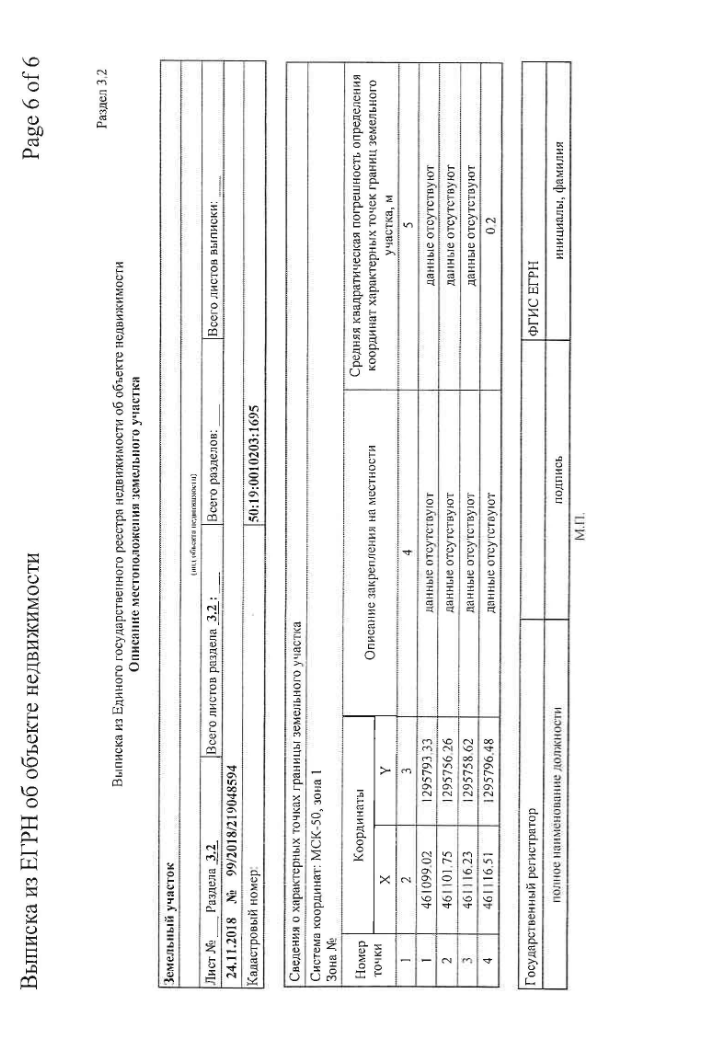 Выписка из ЕГРН об объекте недвижимости Page 6 of 6
Раздел 3.2
Выписка из Единого государственного реестра недвижимости об объекте недвижимости
Описание местоположения земельного участка
Земельный участок
(вид объекта недвижимости)
Лист № ___ Раздела 3.2 Всего листов раздела 3.2 : ___ Всего разделов: ___ Всего листов выписки: ___
24.11.2018 № 99/2018/219048594
Кадастровый номер: 50:19:0010203:1695
Сведения о характерных точках границы земельного участка
Система координат: МСК-50, зона 1
Зона №
Номер точки Координаты Описание закрепления на местности Средняя квадратическая погрешность определения координат характерных точек границ земельного участка, м
X Y
1 2 3 4 5
1 461099.02 1295793.33 данные отсутствуют данные отсутствуют
2 461101.75 1295756.26 данные отсутствуют данные отсутствуют
3 461116.23 1295758.62 данные отсутствуют данные отсутствуют
4 461116.51 1295796.48 данные отсутствуют 0.2
Государственный регистратор ФГИС ЕГРН
полное наименование должности подпись инициалы, фамилия
М.П.